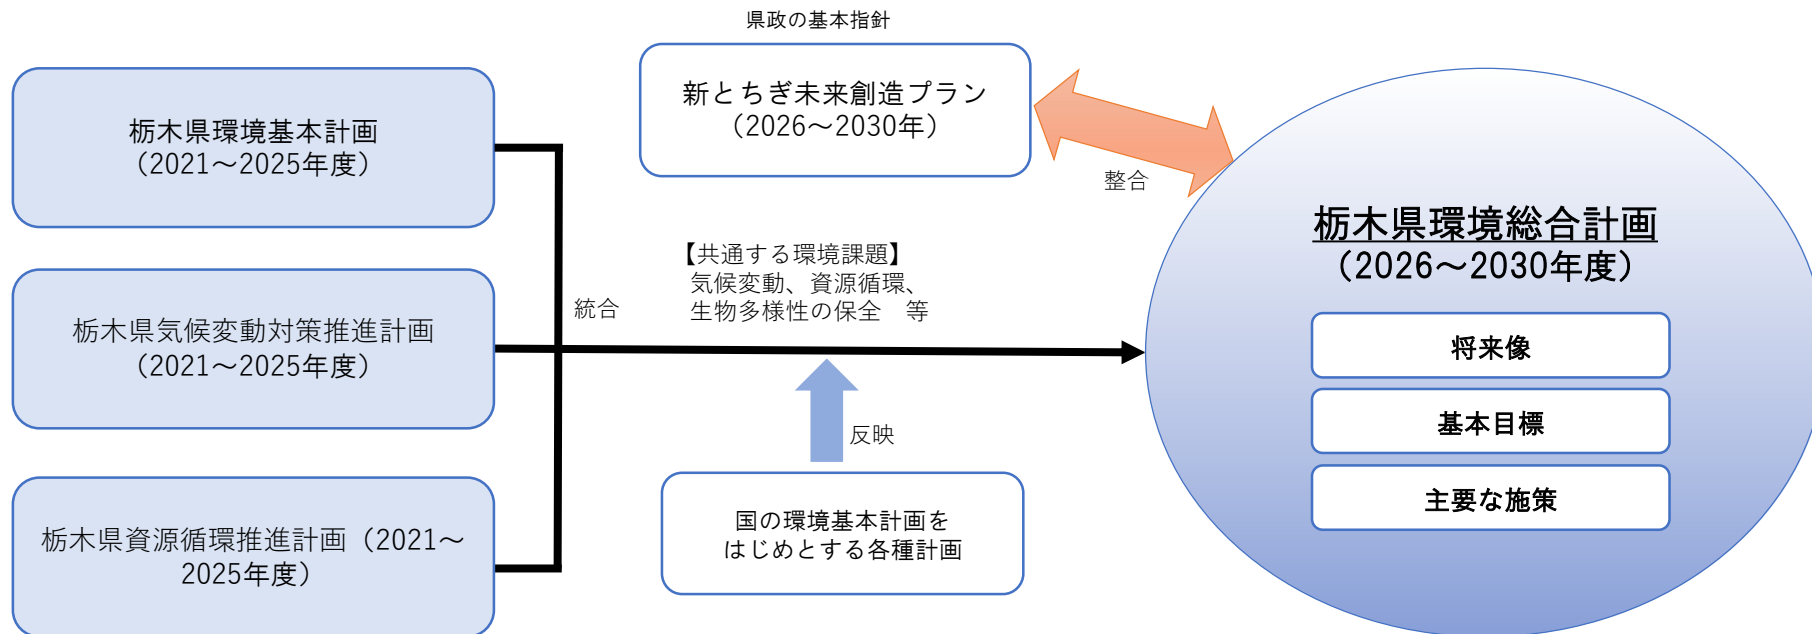 県政の基本指針
新とちぎ未来創造プラン
（2026～2030年）
栃木県環境基本計画
（2021～2025年度）
整合
栃木県環境総合計画
（2026～2030年度）
【共通する環境課題】
気候変動、資源循環、
生物多様性の保全　等
統合
栃木県気候変動対策推進計画
（2021～2025年度）
将来像
基本目標
主要な施策
反映
栃木県資源循環推進計画（2021～
2025年度）
国の環境基本計画を
はじめとする各種計画